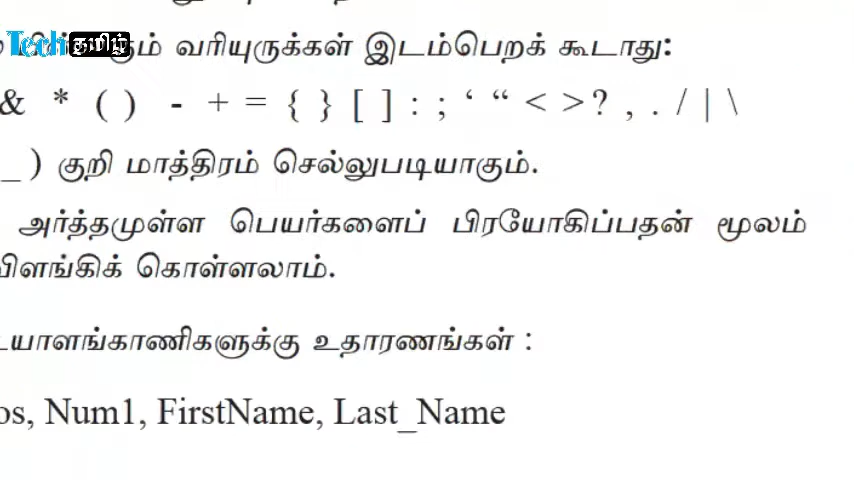 Tech தமிழ்
வரியுருக்கள் இடம்பெறக் கூடாது:
& * ( ) - + = { } [ ] : ; ‘ “ < > ? , . / | \
_ ) குறி மாத்திரம் செல்லுபடியாகும்.
அர்த்தமுள்ள பெயர்களைப் பிரயோகிப்பதன் மூலம்
விளங்கிக் கொள்ளலாம்.
யாளங்காணிகளுக்கு உதாரணங்கள் :
os, Num1, FirstName, Last_Name